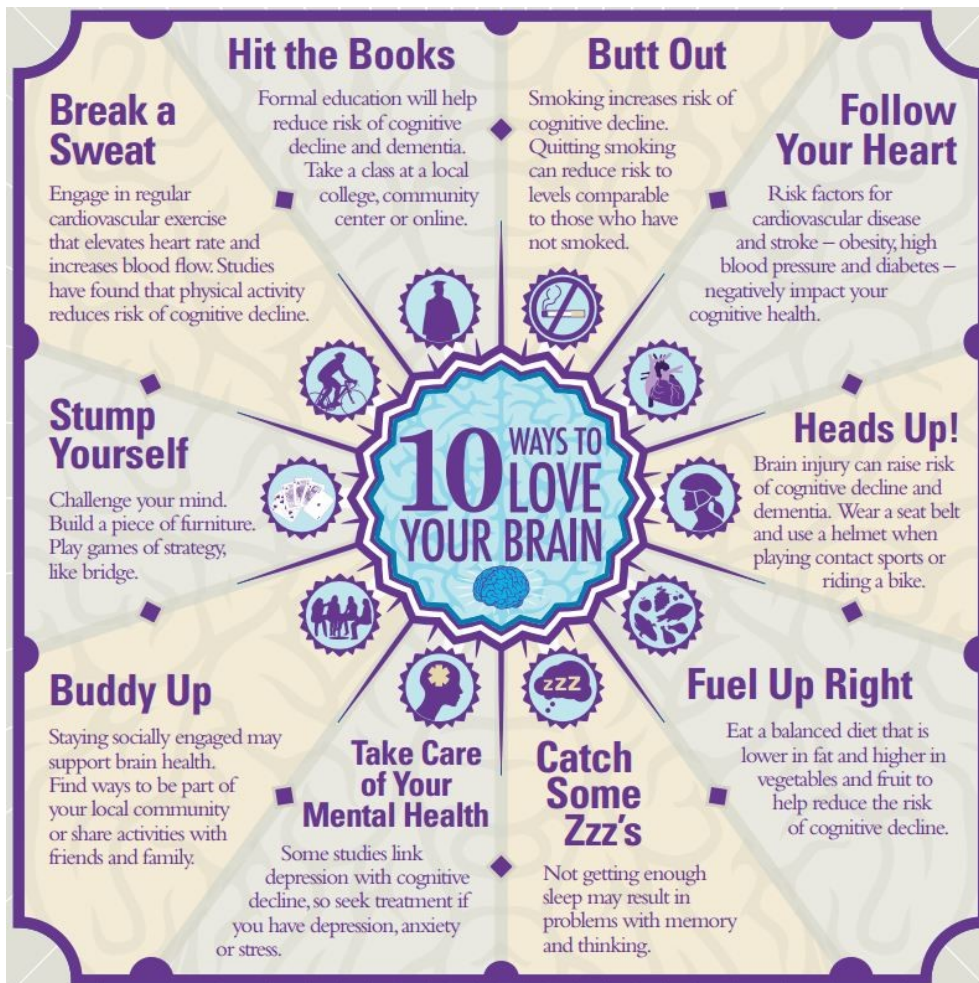 Hit the Books
Formal education will help
reduce risk of cognitive
decline and dementia.
Take a class at a local
college, community
center or online.
Butt Out
Smoking increases risk of
cognitive decline.
Quitting smoking
can reduce risk to
levels comparable
to those who have
not smoked.
Follow
Your Heart
Risk factors for
cardiovascular disease
and stroke – obesity, high
blood pressure and diabetes –
negatively impact your
cognitive health.
Heads Up!
Brain injury can raise risk
of cognitive decline and
dementia. Wear a seat belt
and use a helmet when
playing contact sports or
riding a bike.
Fuel Up Right
Eat a balanced diet that is
lower in fat and higher in
vegetables and fruit to
help reduce the risk
of cognitive decline.
Catch
Some
Zzz's
Not getting enough
sleep may result in
problems with memory
and thinking.
Take Care
of Your
Mental Health
Some studies link
depression with cognitive
decline, so seek treatment if
you have depression, anxiety
or stress.
Buddy Up
Staying socially engaged may
support brain health.
Find ways to be part of
your local community
or share activities with
friends and family.
Stump
Yourself
Challenge your mind.
Build a piece of furniture.
Play games of strategy,
like bridge.
Break a
Sweat
Engage in regular
cardiovascular exercise
that elevates heart rate and
increases blood flow. Studies
have found that physical activity
reduces risk of cognitive decline.
10 WAYS TO
LOVE
YOUR BRAIN
zzz